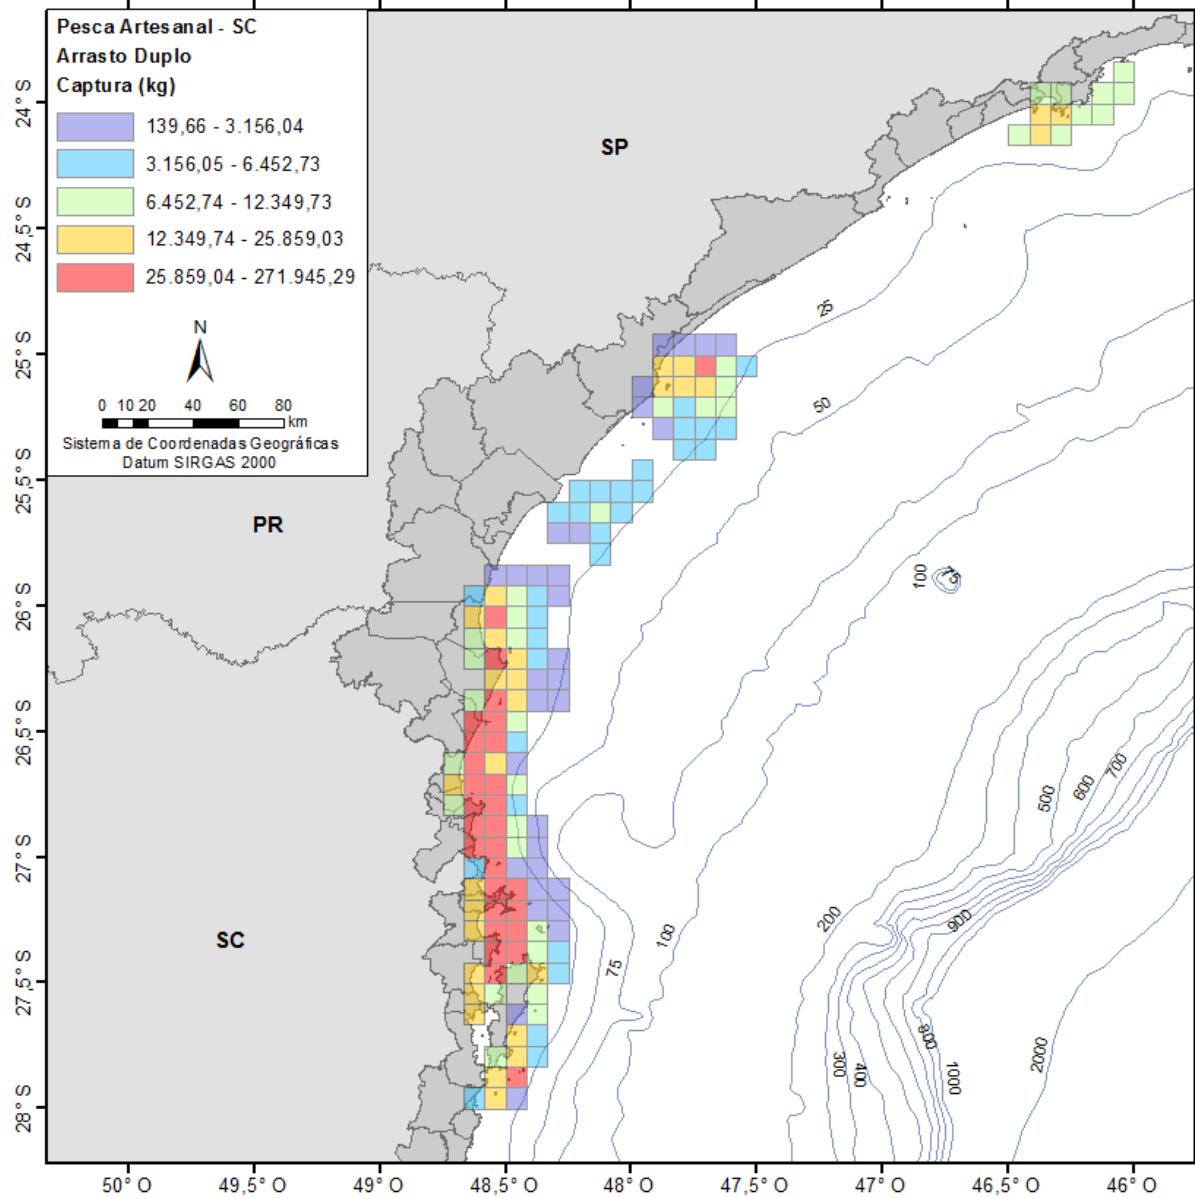 Pesca Artesanal - SC
Arrasto Duplo
Captura (kg)
139,66 - 3.156,04
3.156,05 - 6.452,73
6.452,74 - 12.349,73
12.349,74 - 25.859,03
25.859,04 - 271.945,29
N
0 10 20 40 60 80
km
Sistema de Coordenadas Geográficas
Datum SIRGAS 2000
SP
PR
SC
24° S
24,5° S
25° S
25,5° S
26° S
26,5° S
27° S
27,5° S
28° S
25
50
100
75
500
600
700
200
900
100
75
300
400
800
1000
2000
50° O
49,5° O
49° O
48,5° O
48° O
47,5° O
47° O
46,5° O
46° O